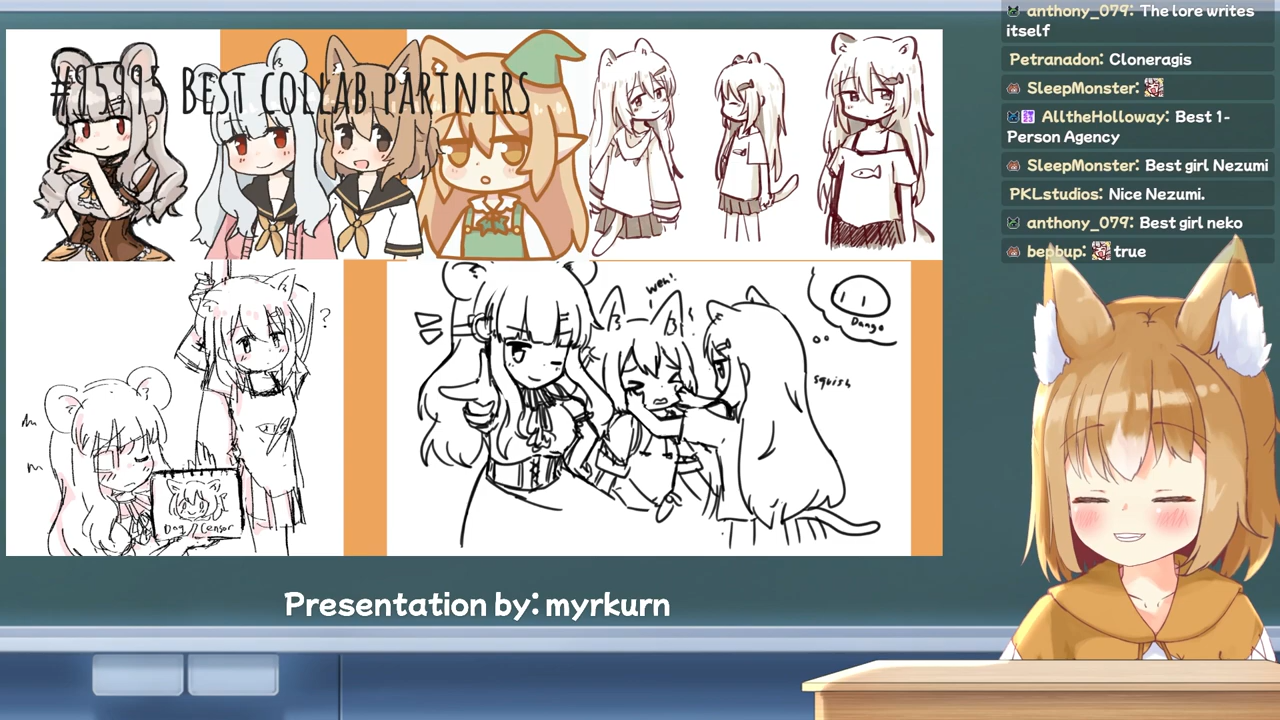 #95995 Best collab partners
weh!
Dango
squish
?
Dog Censor
Presentation by: myrkurn
anthony_079: The lore writes
itself
Petranadon: Cloneragis
SleepMonster:
AlltheHolloway: Best 1-
Person Agency
SleepMonster: Best girl Nezumi
PKLstudios: Nice Nezumi.
anthony_079: Best girl neko
bepbup: true